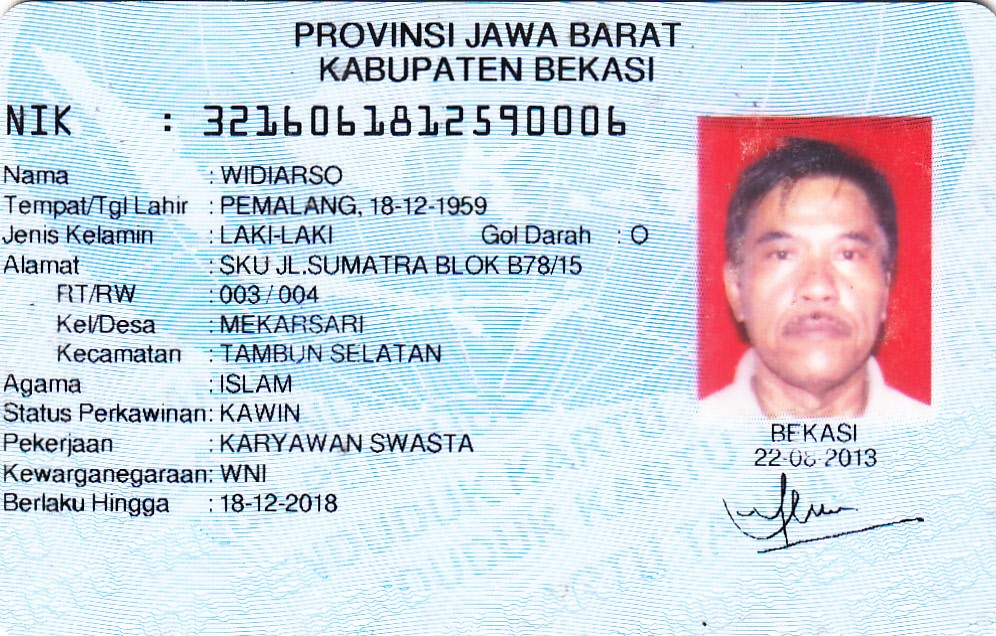 PROVINSI JAWA BARAT
KABUPATEN BEKASI
NIK : 3216061812590006
Nama : WIDIARSO
Tempat/Tgl Lahir : PEMALANG, 18-12-1959
Jenis Kelamin : LAKI-LAKI Gol Darah : O
Alamat : SKU JL.SUMATRA BLOK B78/15
RT/RW : 003 / 004
Kel/Desa : MEKARSARI
Kecamatan : TAMBUN SELATAN
Agama : ISLAM
Status Perkawinan: KAWIN
Pekerjaan : KARYAWAN SWASTA
Kewarganegaraan: WNI
Berlaku Hingga : 18-12-2018
BEKASI
22-08-2013